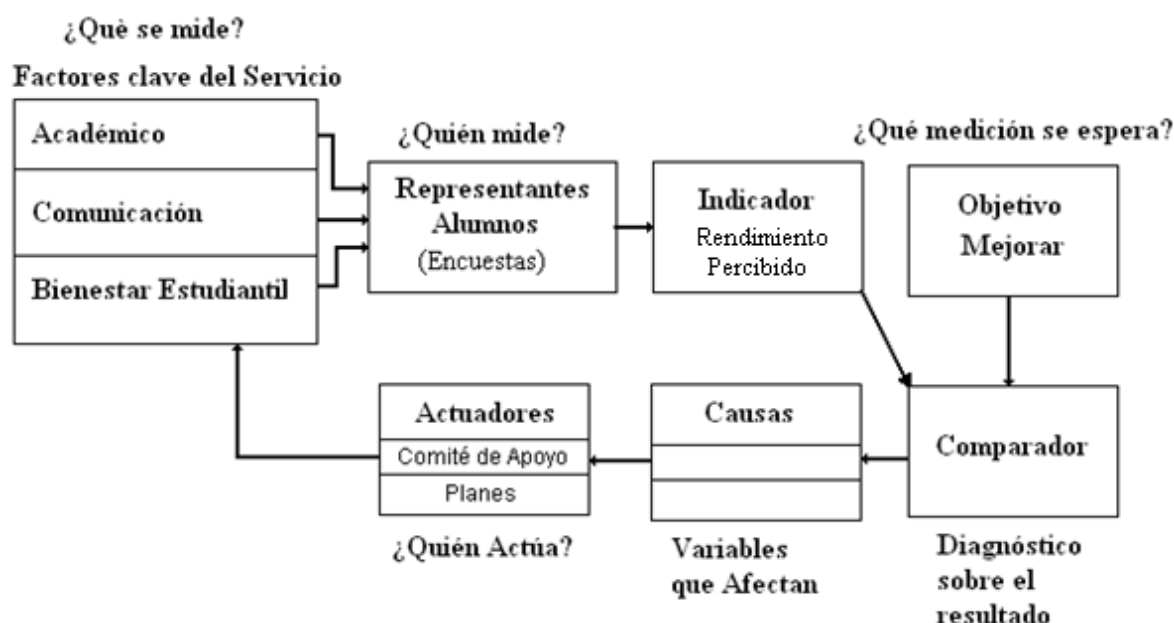 ¿Què se mide?
Factores clave del Servicio
Académico
Comunicación
Bienestar Estudiantil
¿Quién mide?
Representantes
Alumnos
(Encuestas)
Indicador
Rendimiento
Percibido
¿Qué medición se espera?
Objetivo
Mejorar
Comparador
Diagnóstico
sobre el
resultado
Causas
Variables
que Afectan
Actuadores
Comité de Apoyo
Planes
¿Quién Actúa?